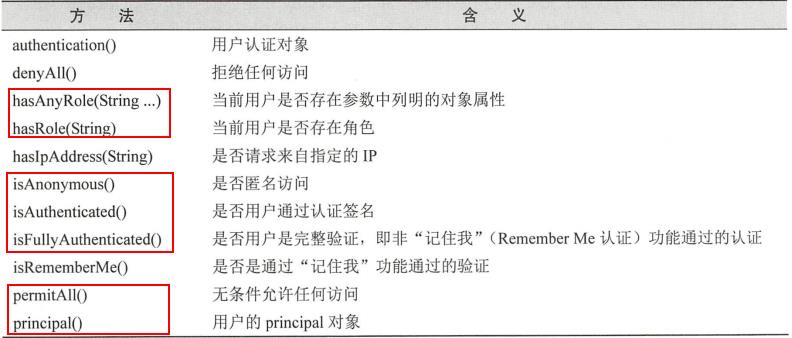 方 法 含 义
authentication() 用户认证对象
denyAll() 拒绝任何访问
hasAnyRole(String ...) 当前用户是否存在参数中列明的对象属性
hasRole(String) 当前用户是否存在角色
hasIpAddress(String) 是否请求来自指定的 IP
isAnonymous() 是否匿名访问
isAuthenticated() 是否用户通过认证签名
isFullyAuthenticated() 是否用户是完整验证，即非“记住我”（Remember Me 认证）功能通过的认证
isRememberMe() 是否是通过“记住我”功能通过的验证
permitAll() 无条件允许任何访问
principal() 用户的 principal 对象